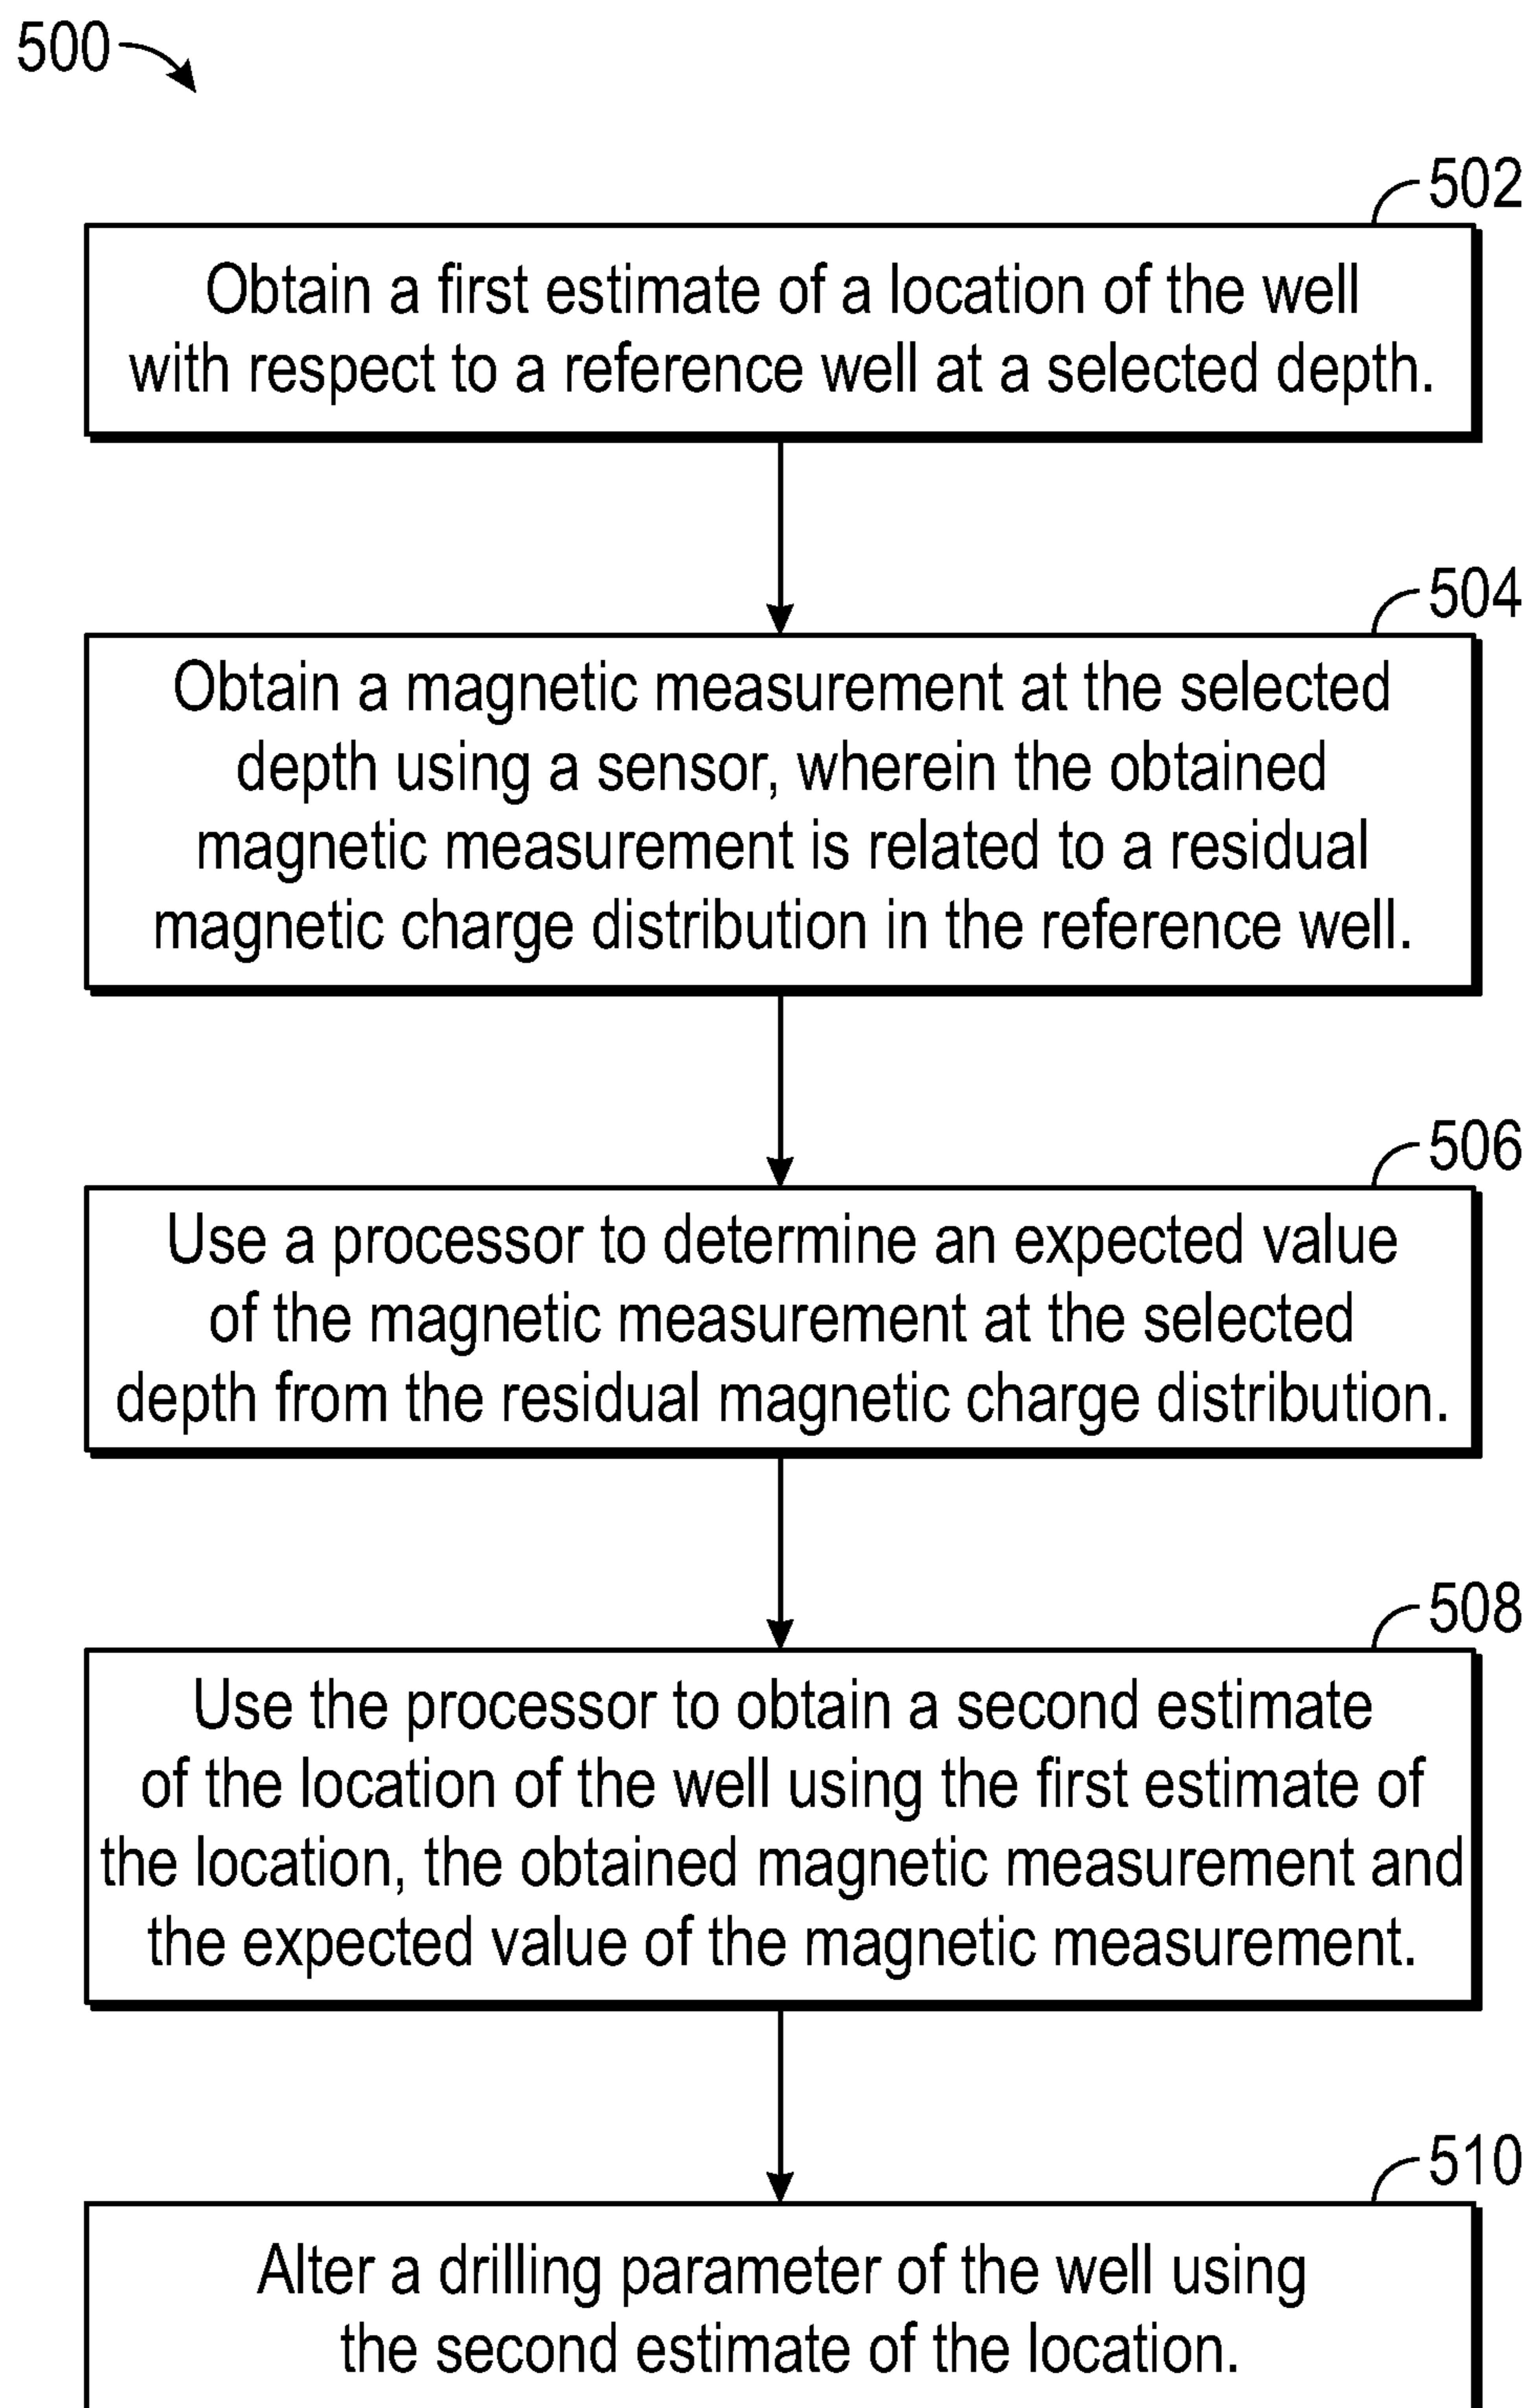 500
502
Obtain a first estimate of a location of the well
with respect to a reference well at a selected depth.
504
Obtain a magnetic measurement at the selected
depth using a sensor, wherein the obtained
magnetic measurement is related to a residual
magnetic charge distribution in the reference well.
506
Use a processor to determine an expected value
of the magnetic measurement at the selected
depth from the residual magnetic charge distribution.
508
Use the processor to obtain a second estimate
of the location of the well using the first estimate of
the location, the obtained magnetic measurement and
the expected value of the magnetic measurement.
510
Alter a drilling parameter of the well using
the second estimate of the location.